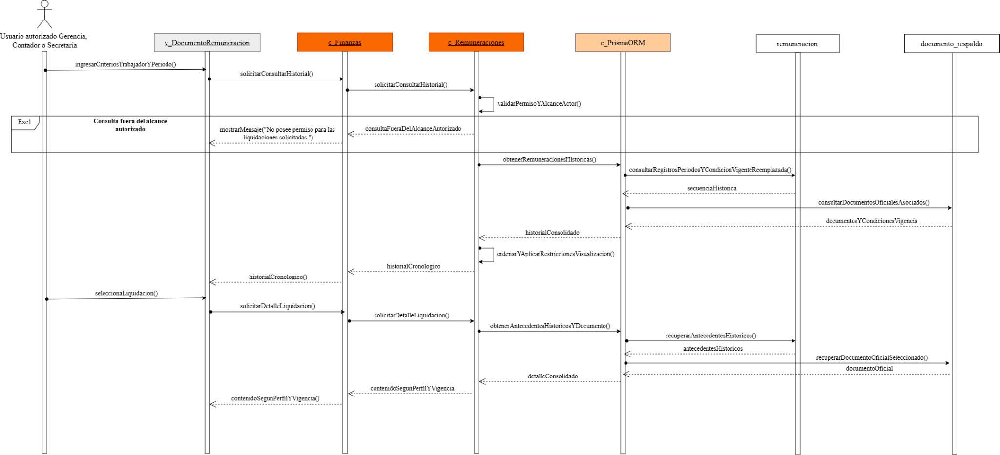 Usuario autorizado Gerencia,
Contador o Secretaria
v_DocumentoRemuneracion
c_Finanzas
c_Remuneraciones
c_PrismaORM
remuneracion
documento_respaldo
ingresarCriteriosTrabajadorYPeriodo()
solicitarConsultarHistorial()
solicitarConsultarHistorial()
validarPermisoYAlcanceActor()
Exc1
Consulta fuera del alcance
autorizado
consultaFueraDelAlcanceAutorizado
mostrarMensaje("No posee permiso para las
liquidaciones solicitadas.")
obtenerRemuneracionesHistoricas()
consultarRegistrosPeriodosYCondicionVigenteReemplazada()
secuenciaHistorica
consultarDocumentosOficialesAsociados()
documentosYCondicionesVigencia
historialConsolidado
ordenarYAplicarRestriccionesVisualizacion()
historialCronologico
historialCronologico()
seleccionaLiquidacion()
solicitarDetalleLiquidacion()
solicitarDetalleLiquidacion()
obtenerAntecedentesHistoricosYDocumento()
recuperarAntecedentesHistoricos()
antecedentesHistoricos
recuperarDocumentoOficialSeleccionado()
documentoOficial
detalleConsolidado
contenidoSegunPerfilYVigencia
contenidoSegunPerfilYVigencia()